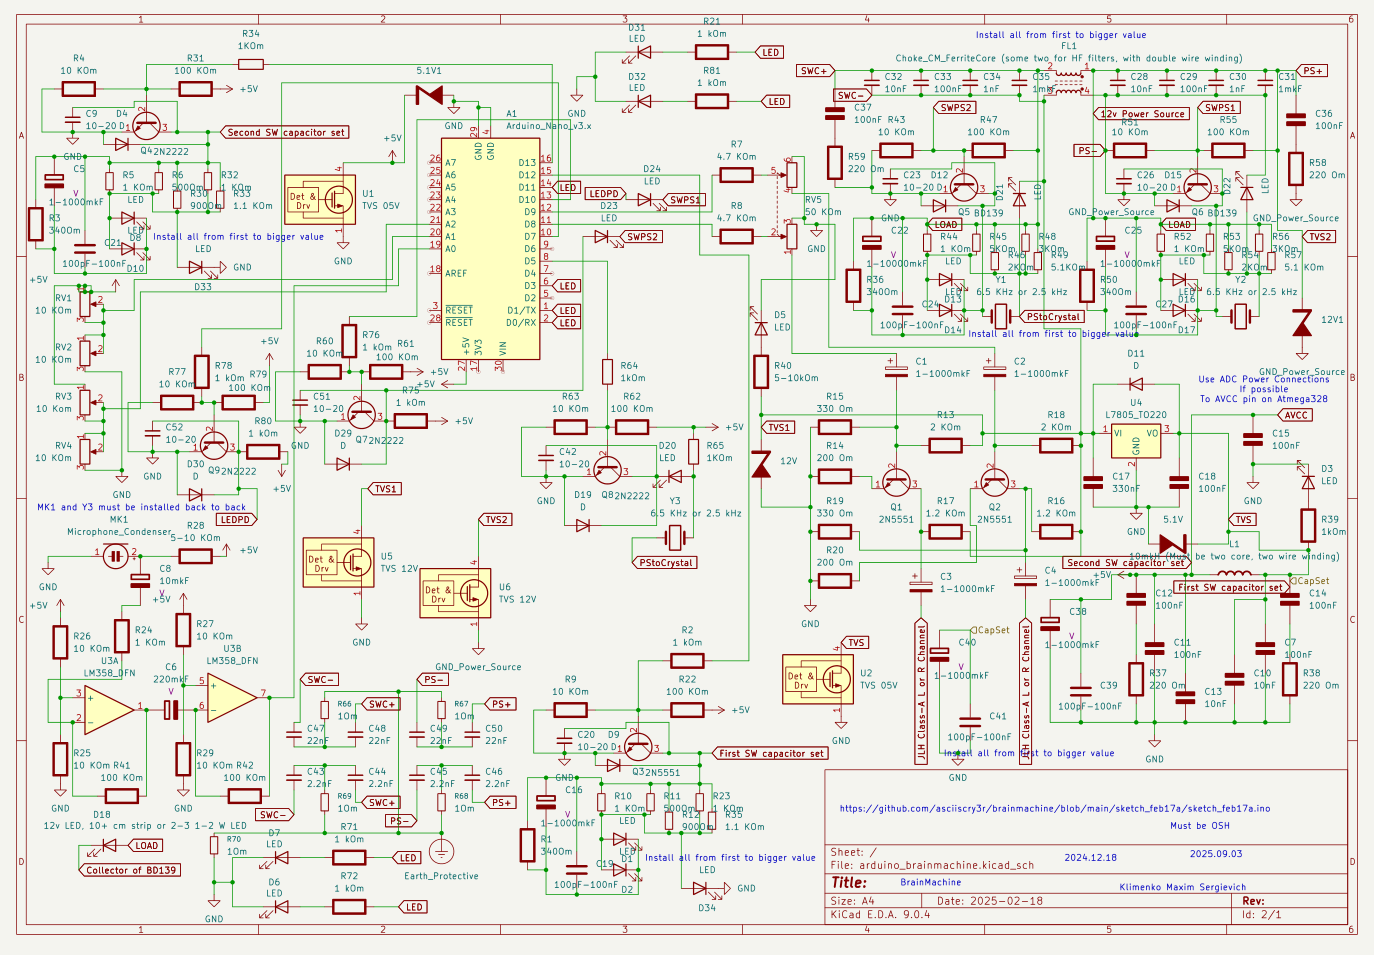 1 2 3 4 5 6
R34
1KOm
R4
10 KOm
R31
100 KOm
+5V
C9
10-20
D4
D
Q4 2N2222
GND
Second SW capacitor set
C5
1-1000mkF
V
R5
1 kOm
R6
500Om
R30
900Om
R32
1 KOm
R33
1.1 KOm
R3
340Om
LED
D8
C21
100pF-100nF
LED
D10
Install all from first to bigger value
LED
D33
GND
GND
+5V
5.1V1
GND
+5V
U1
TVS 05V
GND
A1
Arduino_Nano_v3.x
GND
GND
A7
A6
A5
A4
A3
A2
A1
A0
AREF
RESET
RESET
+5V
3V3
VIN
D13
D12
D11
D10
D9
D8
D7
D6
D5
D4
D3
D2
D1/TX
D0/RX
LED
LED
LED
LED
D31
LED
R21
1 kOm
LED
D32
LED
R81
1 kOm
LED
GND
D24
LEDPD
LED
SWPS1
D23
LED
SWPS2
R7
4.7 KOm
R8
4.7 KOm
RV5
50 KOm
GND
Install all from first to bigger value
FL1
Choke_CM_FerriteCore (some two for HF filters, with double wire winding)
SWC+
SWC-
C32
10nF
C33
100nF
C34
1nF
C35
1mkF
C28
10nF
C29
100nF
C30
1nF
C31
1mkF
PS+
C37
100nF
SWPS2
12v Power Source
SWPS1
C36
100nF
R59
220 Om
R43
10 KOm
R47
100 KOm
PS-
R51
10 KOm
R55
100 KOm
R58
220 Om
C23
10-20
D12
D
D21
LED
Q5 BD139
C26
10-20
D15
D
D22
LED
Q6 BD139
GND_Power_Source
GND_Power_Source
LOAD
C22
1-1000mkF
R44
1 KOm
R45
500Om
R46
2KOm
R48
3KOm
R49
5.1KOm
R36
340Om
LED
D13
C24
100pF-100nF
D14
Y1
6.5 KHz or 2.5 kHz
PStoCrystal
LOAD
C25
1-1000mkF
R52
1 KOm
R53
500Om
R54
2KOm
R56
3KOm
R57
5.1 KOm
R50
340Om
LED
D16
C27
100pF-100nF
D17
Y2
6.5 KHz or 2.5 kHz
Install all from first to bigger value
TVS2
12V1
GND_Power_Source
+5V
RV1
10 KOm
RV2
10 KOm
RV3
10 Kom
RV4
10 KOm
GND
R77
10 KOm
R78
1 kOm
R79
100 KOm
+5V
C52
10-20
D30
D
Q9 2N2222
R80
1 kOm
+5V
GND
LEDPD
R60
10 KOm
R76
1 kOm
R61
100 KOm
+5V
+5V
C51
10-20
R75
1 kOm
+5V
D29
D
Q7 2N2222
GND
R64
1kOm
R63
10 KOm
R62
100 KOm
+5V
C42
10-20
D19
D
Q8 2N2222
D20
LED
R65
1KOm
GND
Y3
6.5 KHz or 2.5 kHz
PStoCrystal
D5
LED
R40
5-10kOm
TVS1
12V
C1
1-1000mkF
C2
1-1000mkF
R15
330 Om
R14
200 Om
R19
330 Om
R20
200 Om
GND
R13
2 KOm
R18
2 KOm
Q1
2N5551
Q2
2N5551
R17
1.2 KOm
R16
1.2 KOm
C3
1-1000mkF
C4
1-1000mkF
D11
D
U4
L7805_TO220
VI
VO
GND
C17
330nF
C18
100nF
GND
Use ADC Power Connections
If possible
To AVCC pin on Atmega328
AVCC
C15
100nF
GND
D3
LED
R39
1kOm
TVS
5.1V
L1
10mkH (Must be two core, two wire winding)
Second SW capacitor set
+5V
First SW capacitor set
CapSet
MK1 and Y3 must be installed back to back
MK1
Microphone_Condenser
R28
5-10 KOm
+5V
GND
C8
10mkF
V
+5V
R26
10 KOm
R24
1 KOm
+5V
R27
10 KOm
U3A
LM358_DFN
U3B
LM358_DFN
C6
220mkF
V
R25
10 KOm
R41
100 KOm
R29
10 KOm
R42
100 KOm
GND
GND
TVS1
U5
TVS 12V
Det &
Drv
GND
TVS2
U6
TVS 12V
Det &
Drv
GND_Power_Source
SWC-
R66
10m
SWC+
PS-
R67
10m
PS+
C47
22nF
C48
22nF
C49
22nF
C50
22nF
C43
2.2nF
C44
2.2nF
C45
2.2nF
C46
2.2nF
R69
10m
SWC+
SWC-
PS-
R68
10m
PS+
Earth_Protective
R70
10m
GND
D18
12v LED, 10+ cm strip or 2-3 1-2 W LED
LOAD
Collector of BD139
D7
LED
R71
1 kOm
LED
D6
LED
R72
1 kOm
LED
R2
1 KOm
R9
10 KOm
R22
100 KOm
+5V
C20
10-20
D9
D
Q3 2N5551
GND
First SW capacitor set
C16
1-1000mkF
R10
1 KOm
R11
500Om
R12
900Om
R23
1 KOm
R35
1.1 KOm
R1
340Om
LED
D1
C19
100pF-100nF
D2
Install all from first to bigger value
LED
D34
GND
GND
TVS
U2
TVS 05V
Det &
Drv
GND
JLH Class-A L or R Channel
JLH Class-A L or R Channel
C40
1-1000mkF
V
CapSet
C41
100pF-100nF
GND
Install all from first to bigger value
C38
1-1000mkF
V
C39
100pF-100nF
C12
100nF
R37
220 Om
C11
100nF
C13
10nF
C10
10nF
C7
100nF
C14
100nF
R38
220 Om
GND
https://github.com/asciiscry3r/brainmachine/blob/main/sketch_feb17a/sketch_feb17a.ino
Must be OSH
Sheet: /
File: arduino_brainmachine.kicad_sch
2024.12.18
2025.09.03
Title:
BrainMachine
Klimenko Maxim Sergievich
Size: A4
Date: 2025-02-18
Rev:
KiCad E.D.A. 9.0.4
Id: 2/1
1 2 3 4 5 6